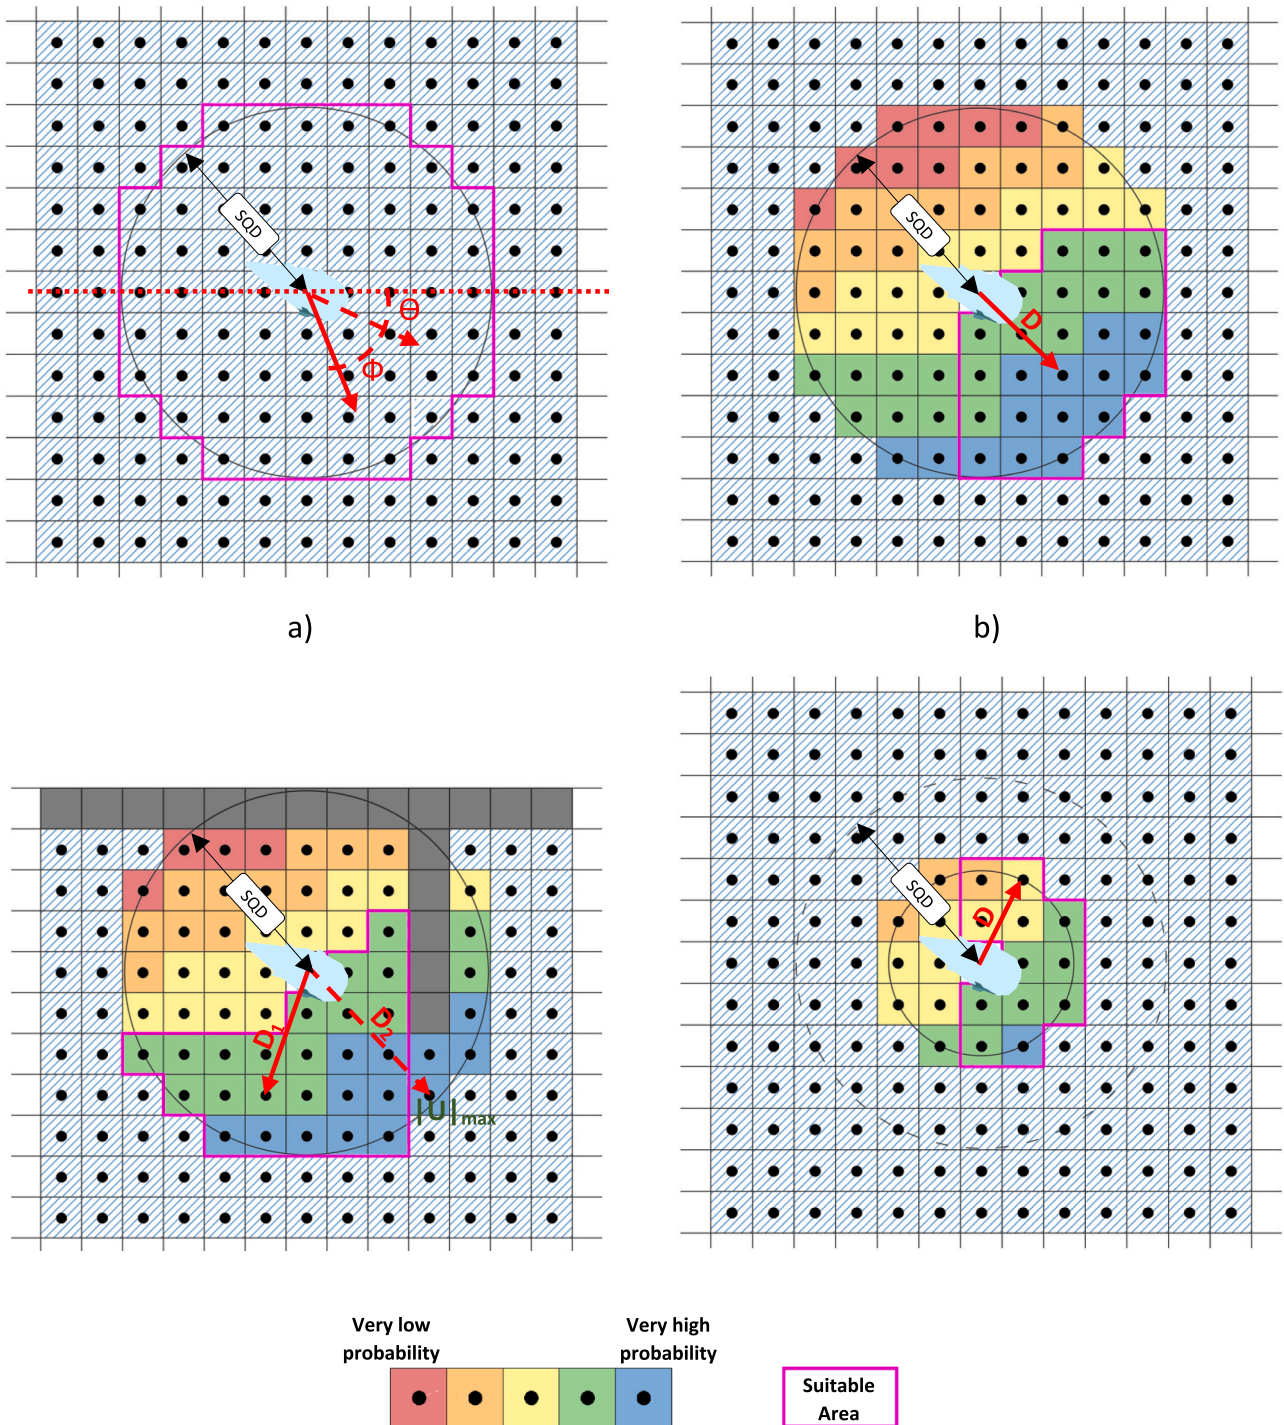 SQD
Θ
Φ
a)
SQD
D
b)
SQD
D1
D2
|U|max
SQD
D
Very low
probability
Very high
probability
Suitable
Area